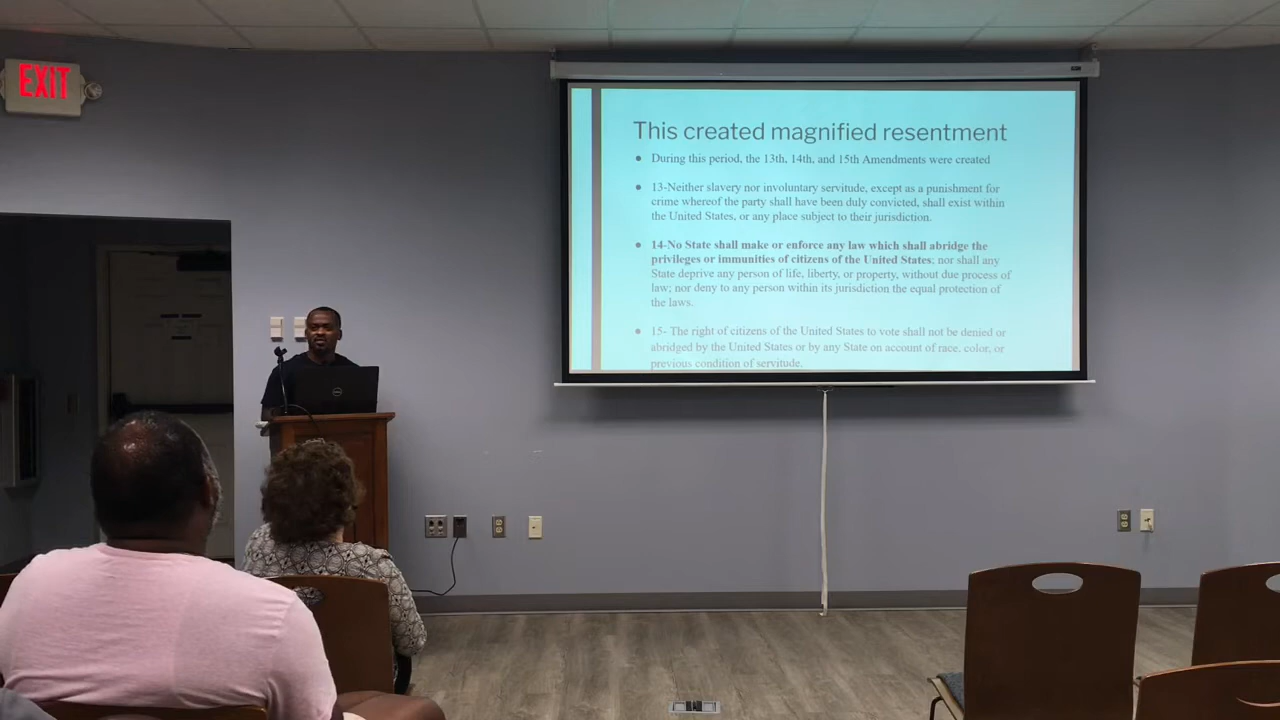 EXIT
This created magnified resentment
● During this period, the 13th, 14th, and 15th Amendments were created
● 13-Neither slavery nor involuntary servitude, except as a punishment for
crime whereof the party shall have been duly convicted, shall exist within
the United States, or any place subject to their jurisdiction.
● 14-No State shall make or enforce any law which shall abridge the
privileges or immunities of citizens of the United States; nor shall any
State deprive any person of life, liberty, or property, without due process of
law; nor deny to any person within its jurisdiction the equal protection of
the laws.
● 15- The right of citizens of the United States to vote shall not be denied or
abridged by the United States or by any State on account of race, color, or
previous condition of servitude.
DELL